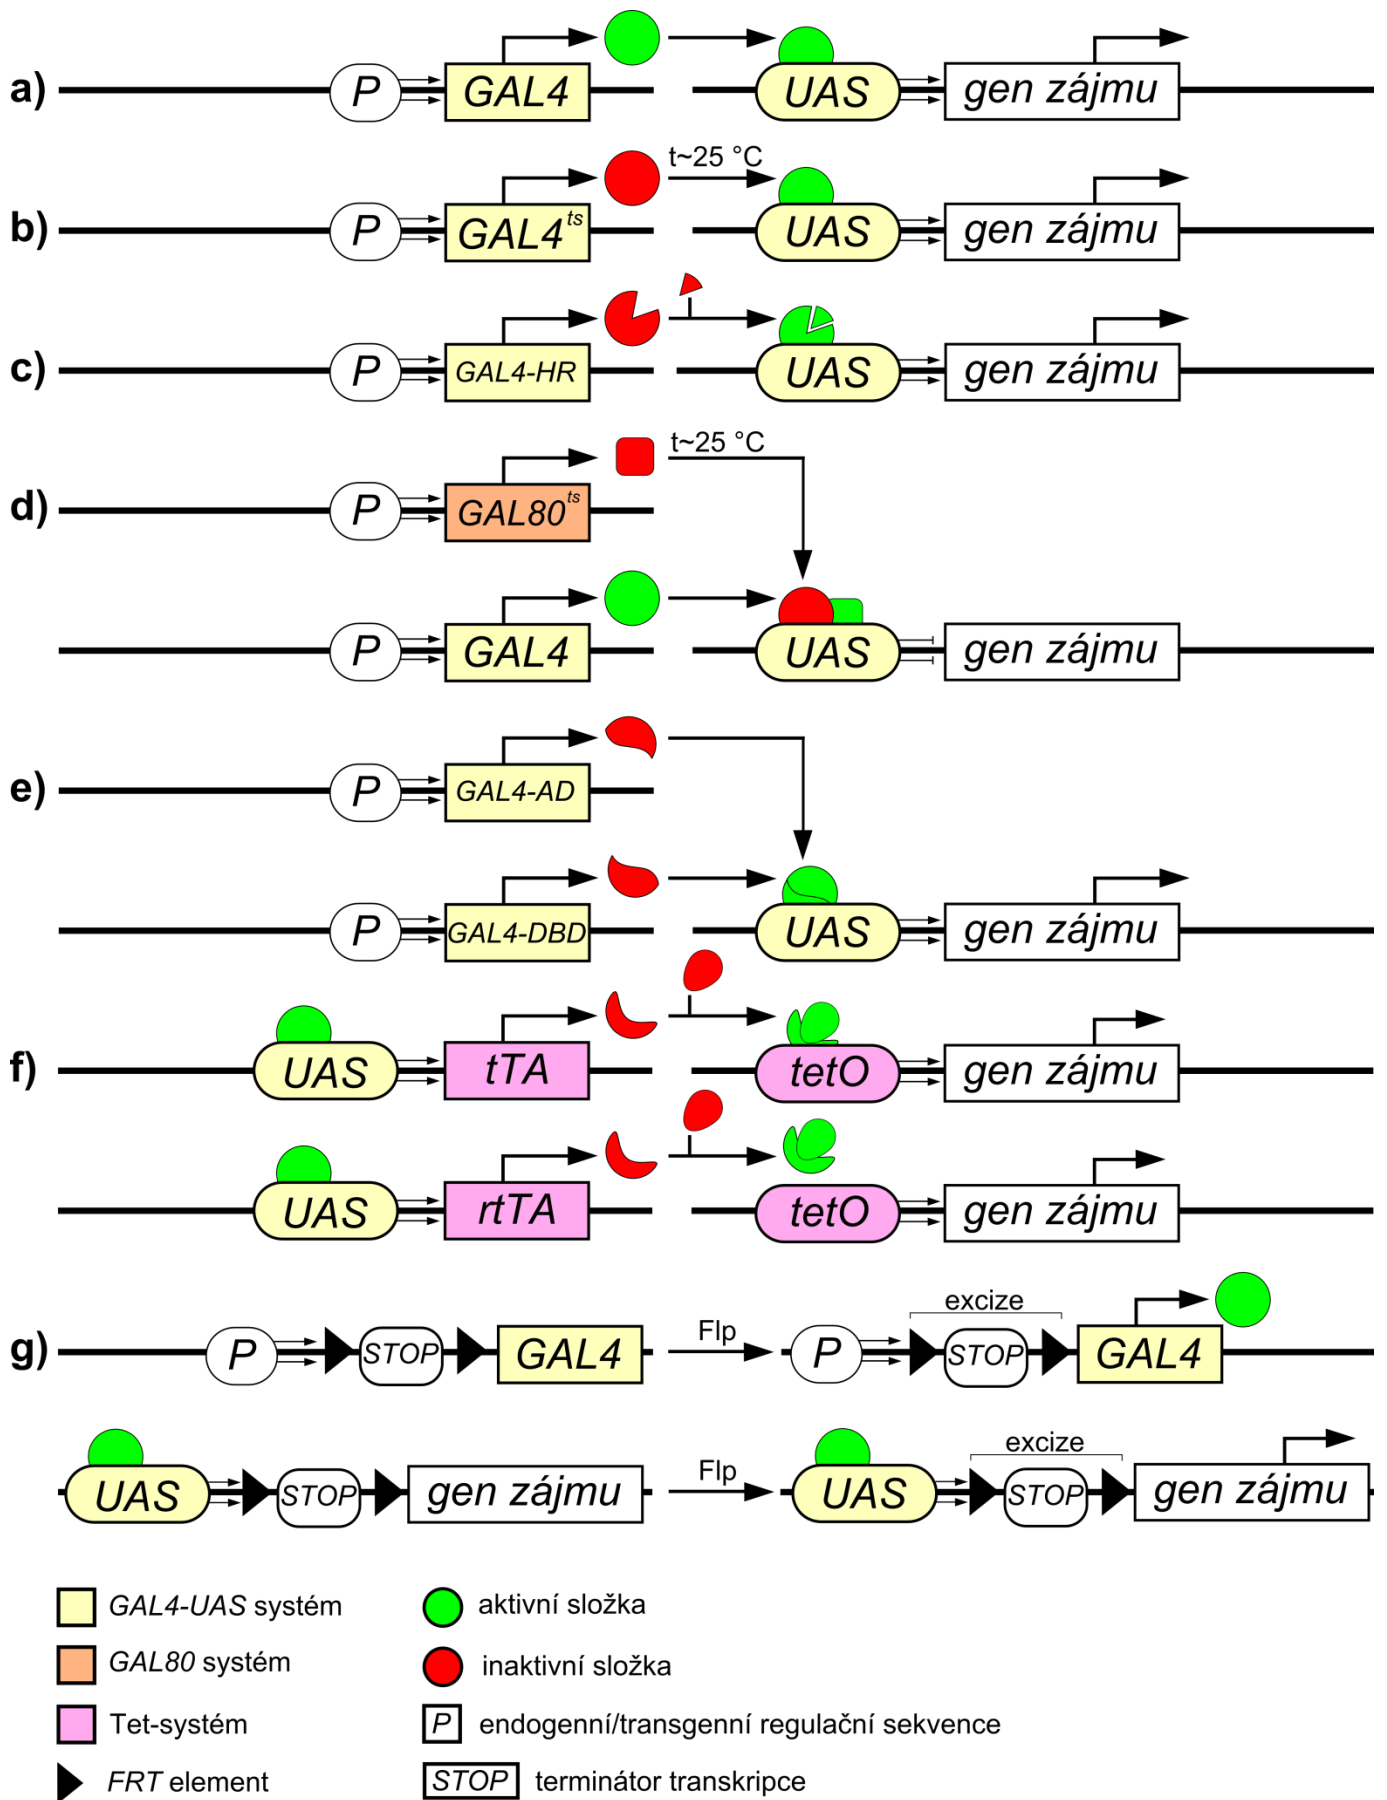 a) P GAL4 UAS gen zájmu
t~25 °C
b) P GAL4ts UAS gen zájmu
c) P GAL4-HR UAS gen zájmu
t~25 °C
d) P GAL80ts
P GAL4 UAS gen zájmu
e) P GAL4-AD
P GAL4-DBD UAS gen zájmu
f) UAS tTA tetO gen zájmu
UAS rtTA tetO gen zájmu
excize
g) P STOP GAL4 Flp P STOP GAL4
excize
UAS STOP gen zájmu Flp UAS STOP gen zájmu
GAL4-UAS systém
GAL80 systém
Tet-systém
FRT element
aktivní složka
inaktivní složka
P endogenní/transgenní regulační sekvence
STOP terminátor transkripce